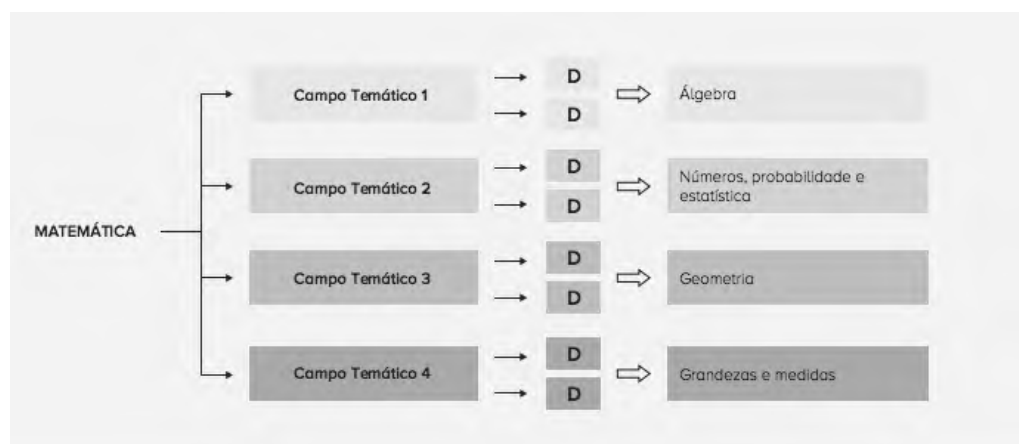 MATEMÁTICA
Campo Temático 1
D
D
Álgebra
Campo Temático 2
D
D
Números, probabilidade e
estatística
Campo Temático 3
D
D
Geometria
Campo Temático 4
D
D
Grandezas e medidas